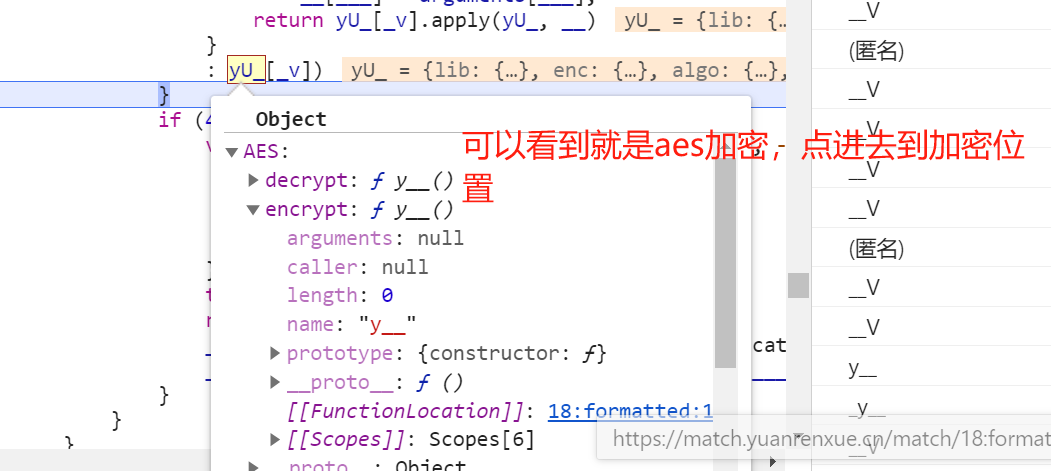 return yU_[_v].apply(yU_, __) yU_ = {lib: {…
}
: yU_[_v]) yU_ = {lib: {…}, enc: {…}, algo: {…},
}
if (
Object
可以看到就是aes加密，点进去到加密位
置
AES:
decrypt: ƒ y__()
encrypt: ƒ y__()
arguments: null
caller: null
length: 0
name: "y__"
prototype: {constructor: ƒ}
__proto__: ƒ ()
[[FunctionLocation]]: 18:formatted:1
[[Scopes]]: Scopes[6]
proto : Object
}
}
}
cat
https://match.yuanrenxue.cn/match/18:format
__V
(匿名)
__V
__V
__V
__V
(匿名)
__V
__V
y__
_y__
__V